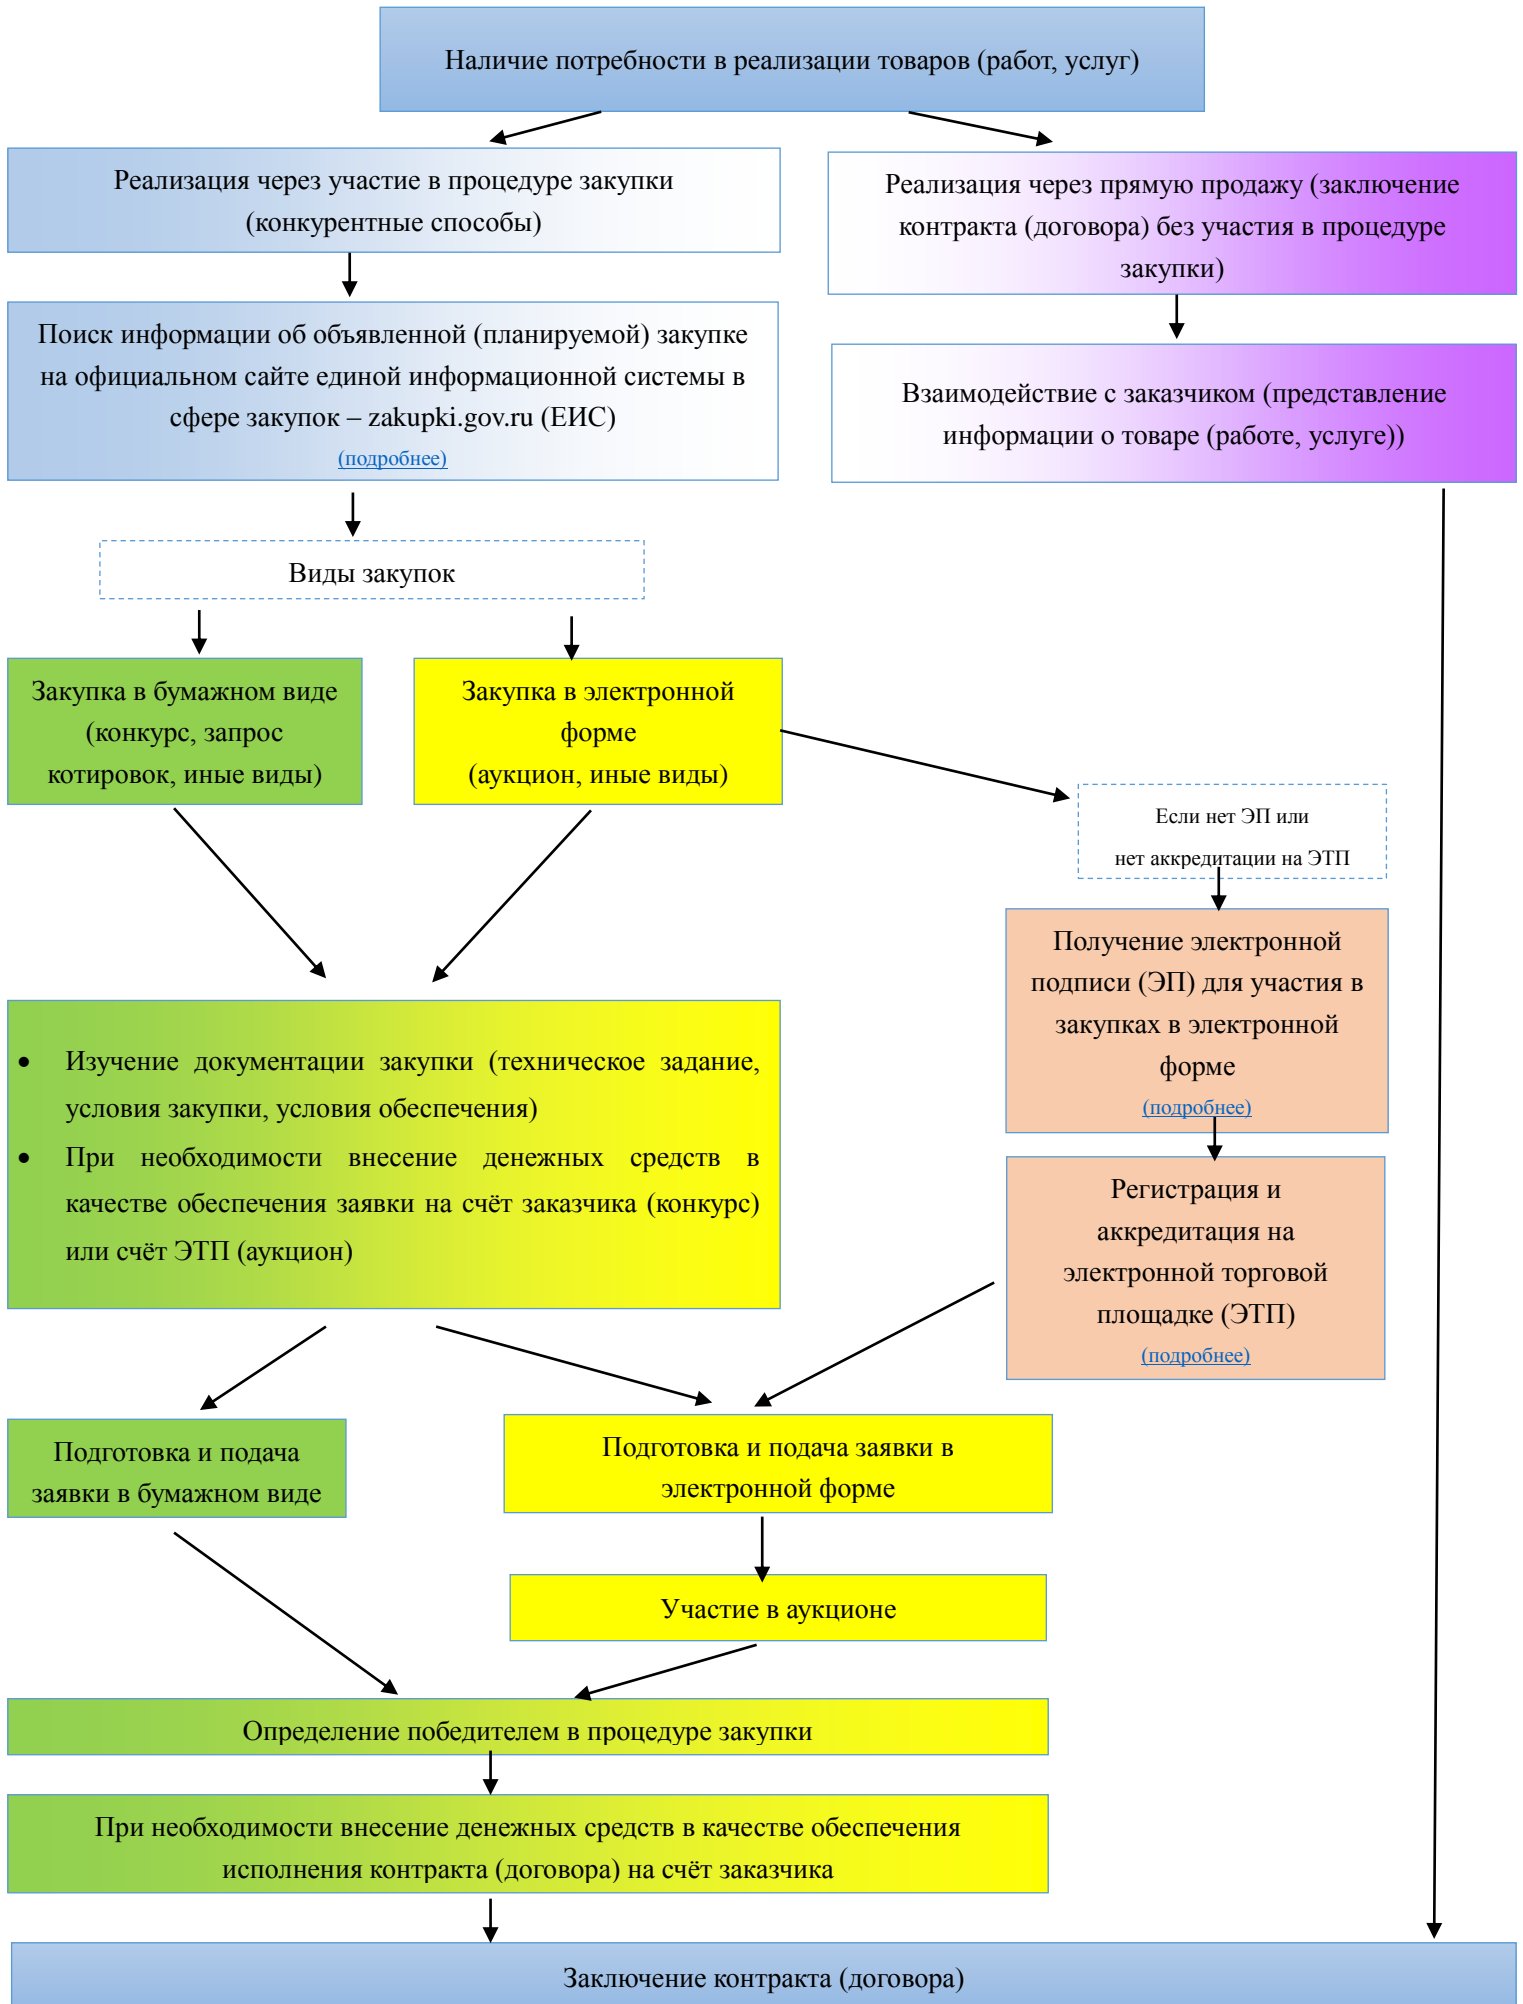 Наличие потребности в реализации товаров (работ, услуг)
Реализация через участие в процедуре закупки
(конкурентные способы)
Реализация через прямую продажу (заключение
контракта (договора) без участия в процедуре
закупки)
Поиск информации об объявленной (планируемой) закупке
на официальном сайте единой информационной системы в
сфере закупок – zakupki.gov.ru (ЕИС)
(подробнее)
Взаимодействие с заказчиком (представление
информации о товаре (работе, услуге))
Виды закупок
Закупка в бумажном виде
(конкурс, запрос
котировок, иные виды)
Закупка в электронной
форме
(аукцион, иные виды)
Если нет ЭП или
нет аккредитации на ЭТП
Получение электронной
подписи (ЭП) для участия в
закупках в электронной
форме
(подробнее)
• Изучение документации закупки (техническое задание,
условия закупки, условия обеспечения)
• При необходимости внесение денежных средств в
качестве обеспечения заявки на счёт заказчика (конкурс)
или счёт ЭТП (аукцион)
Регистрация и
аккредитация на
электронной торговой
площадке (ЭТП)
(подробнее)
Подготовка и подача
заявки в бумажном виде
Подготовка и подача заявки в
электронной форме
Участие в аукционе
Определение победителем в процедуре закупки
При необходимости внесение денежных средств в качестве обеспечения
исполнения контракта (договора) на счёт заказчика
Заключение контракта (договора)